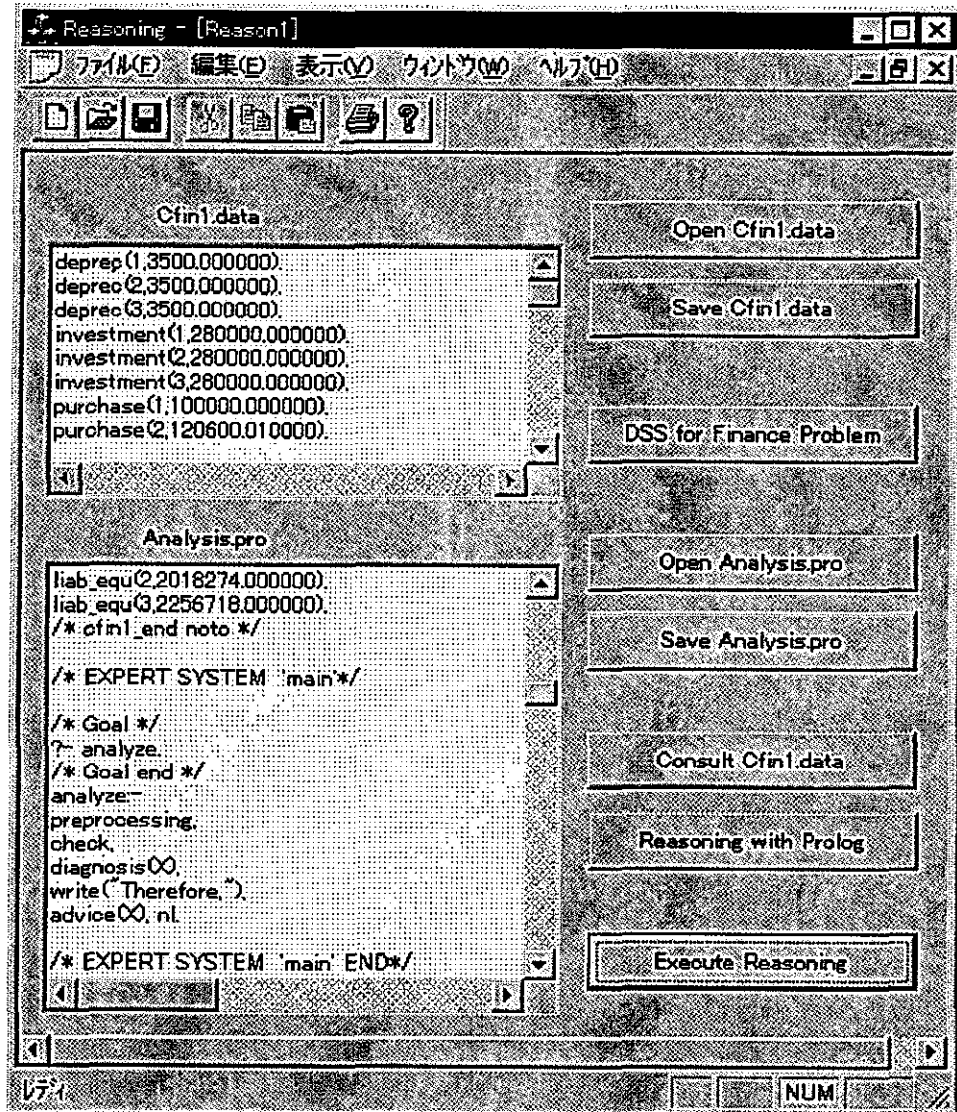 Reasoning - [Reason1]
ファイル(F) 編集(E) 表示(V) ウィンドウ(W) ヘルプ(H)
Cfin1.data
deprec(1,3500.000000).
deprec(2,3500.000000).
deprec(3,3500.000000).
investment(1,280000.000000).
investment(2,280000.000000).
investment(3,280000.000000).
purchase(1,100000.000000).
purchase(2,120600.010000).
Open Cfin1.data
Save Cfin1.data
DSS for Finance Problem
Analysis.pro
liab_equ(2,2018274.000000).
liab_equ(3,2256718.000000).
/* cfin1_end noto */
/* EXPERT SYSTEM 'main'*/
/* Goal */
?- analyze.
/* Goal end */
analyze:-
preprocessing,
check,
diagnosis(X),
write("Therefore,"),
advice(X), nl.
/* EXPERT SYSTEM 'main' END*/
Open Analysis.pro
Save Analysis.pro
Consult Cfin1.data
Reasoning with Prolog
Execute Reasoning
レディ NUM